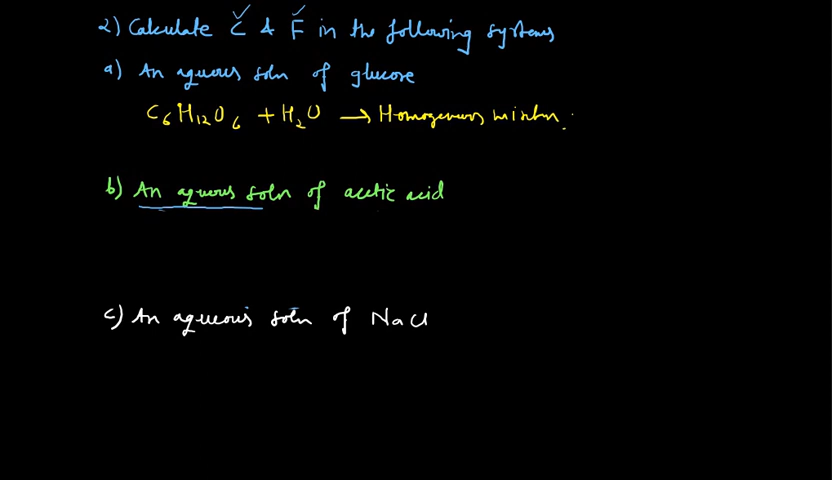 2) Calculate C & F in the following systems
a) An aqueous soln of glucose
C6H12O6 + H2O → Homogeneous mixture.
b) An aqueous soln of acetic acid
c) An aqueous soln of NaCl